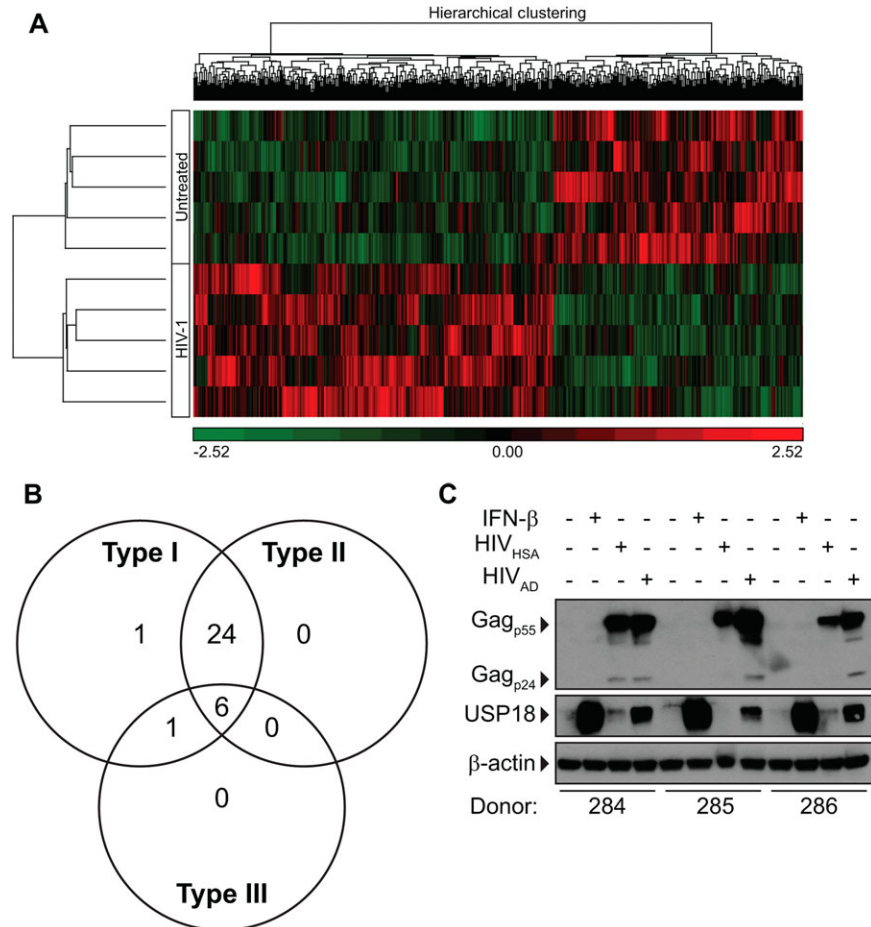 A
Hierarchical clustering
Untreated
HIV-1
-2.52 0.00 2.52
B
Type I
Type II
1 24 0
6
1 0
0
Type III
C
IFN-β - + - - - + - - - + - -
HIVHSA - - + - - - + - - - + -
HIVAD - - - + - - - + - - - +
Gagp55
Gagp24
USP18
β-actin
Donor: 284 285 286